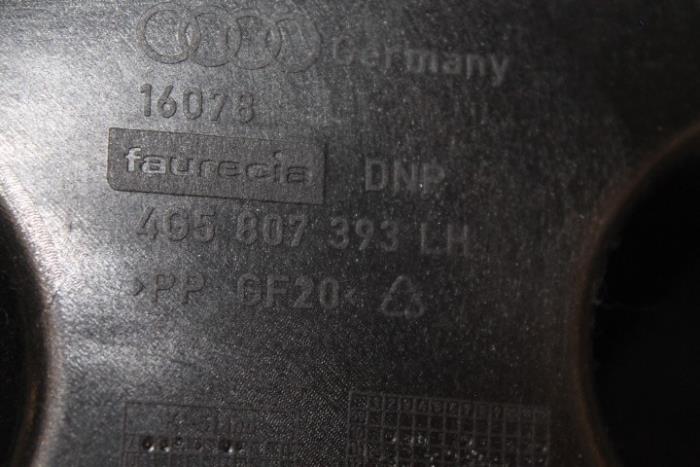 Germany
16078
faurecia DNP
4G5 807 393 LH
>PP GF20<